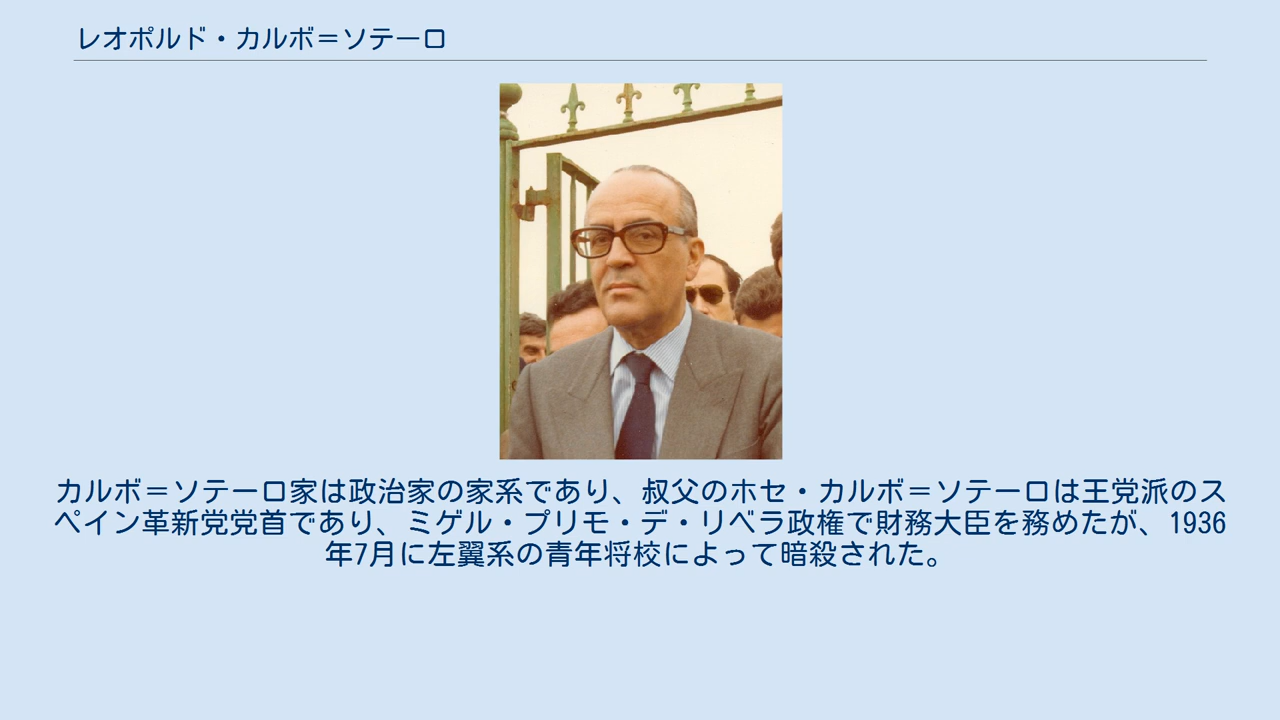 レオポルド・カルボ＝ソテーロ
カルボ＝ソテーロ家は政治家の家系であり、叔父のホセ・カルボ＝ソテーロは王党派のス
ペイン革新党党首であり、ミゲル・プリモ・デ・リベラ政権で財務大臣を務めたが、1936
年7月に左翼系の青年将校によって暗殺された。